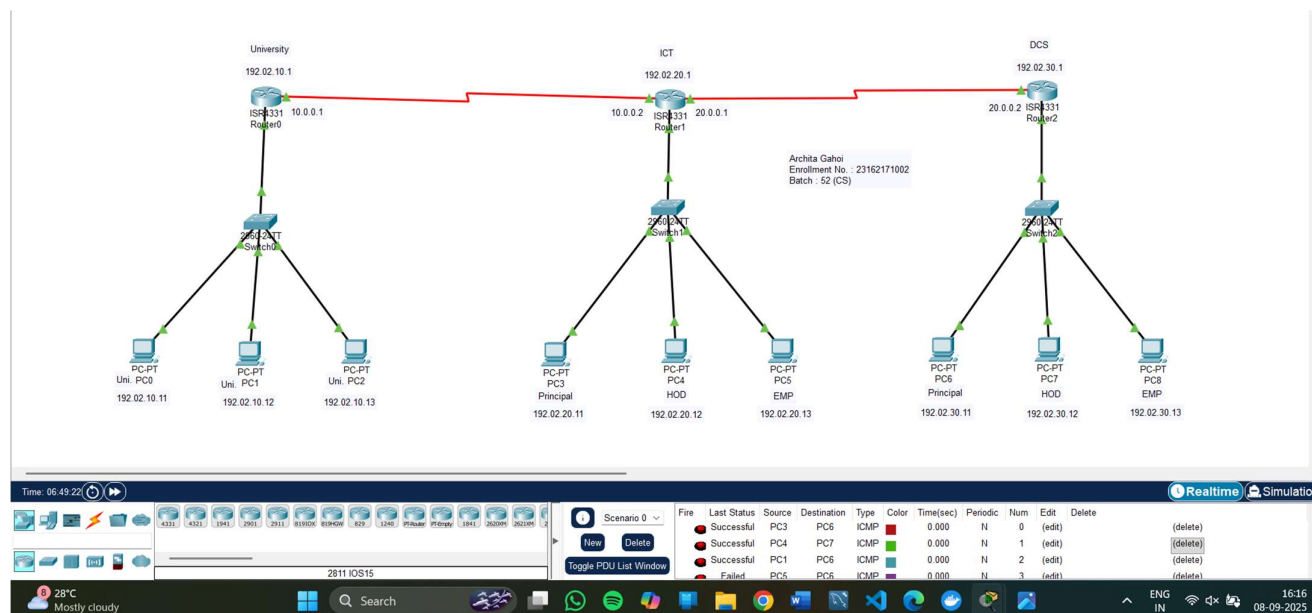 University
192.02.10.1
ISR4331
Router0
10.0.0.1
ICT
192.02.20.1
10.0.0.2
ISR4331
Router1
20.0.0.1
DCS
192.02.30.1
20.0.0.2
ISR4331
Router2
Archita Gahoi
Enrollment No. : 23162171002
Batch : 52 (CS)
2960-24TT
Switch0
2960-24TT
Switch1
2960-24TT
Switch2
PC-PT
Uni. PC0
192.02.10.11
PC-PT
Uni. PC1
192.02.10.12
PC-PT
Uni. PC2
192.02.10.13
PC-PT
PC3
Principal
192.02.20.11
PC-PT
PC4
HOD
192.02.20.12
PC-PT
PC5
EMP
192.02.20.13
PC-PT
PC6
Principal
192.02.30.11
PC-PT
PC7
HOD
192.02.30.12
PC-PT
PC8
EMP
192.02.30.13
Time: 06:49:22
Realtime
Simulatio
4331 4321 1941 2901 2911 819IOX 819HGW 829 1240 PT-Router PT-Empty 1841 2620XM 2621XM 2
2811 IOS15
Scenario 0
New Delete
Toggle PDU List Window
Fire Last Status Source Destination Type Color Time(sec) Periodic Num Edit Delete
Successful PC3 PC6 ICMP 0.000 N 0 (edit) (delete)
Successful PC4 PC7 ICMP 0.000 N 1 (edit) (delete)
Successful PC1 PC6 ICMP 0.000 N 2 (edit) (delete)
Failed PC5 PC6 ICMP 0.000 N 3 (edit) (delete)
8
28°C
Mostly cloudy
Search
ENG
IN
16:16
08-09-2025